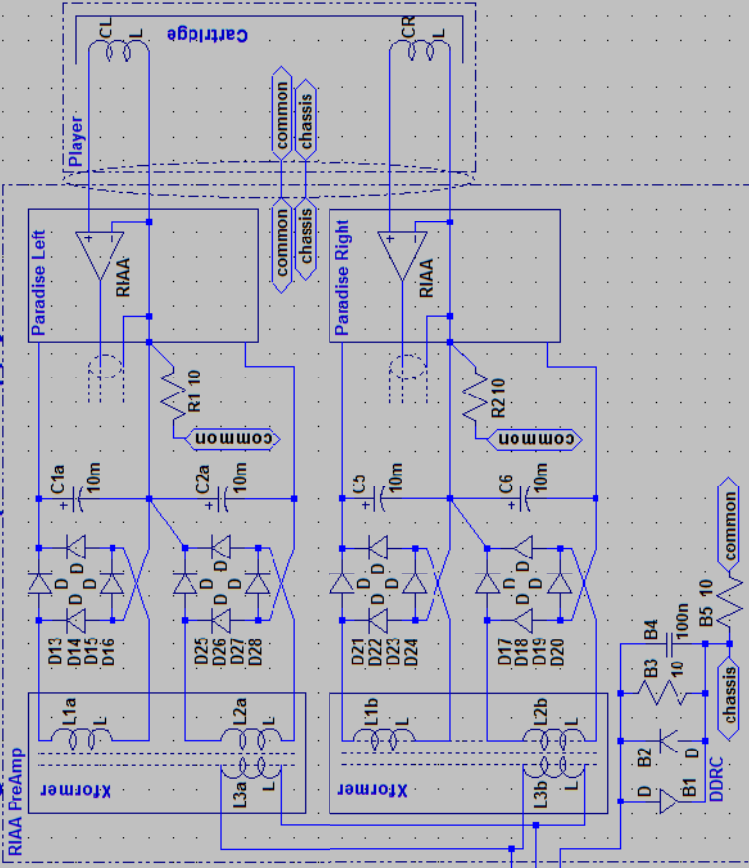 Cartridge
CL
L
CR
L
Player
common
chassis
common
chassis
Paradise Left
RIAA
Paradise Right
RIAA
R1 10
common
R2 10
common
C1a
10m
C2a
10m
C5
10m
C6
10m
D
D
D
D
D13
D14
D15
D16
D
D
D
D
D25
D26
D27
D28
D
D
D
D
D21
D22
D23
D24
D
D
D
D
D17
D18
D19
D20
L1a
L
L2a
L
L3a
L
Xformer
L1b
L
L2b
L
L3b
L
Xformer
RIAA PreAmp
common
B5 10
chassis
B4
100n
B3
10
B2
D
D
B1
DDRC